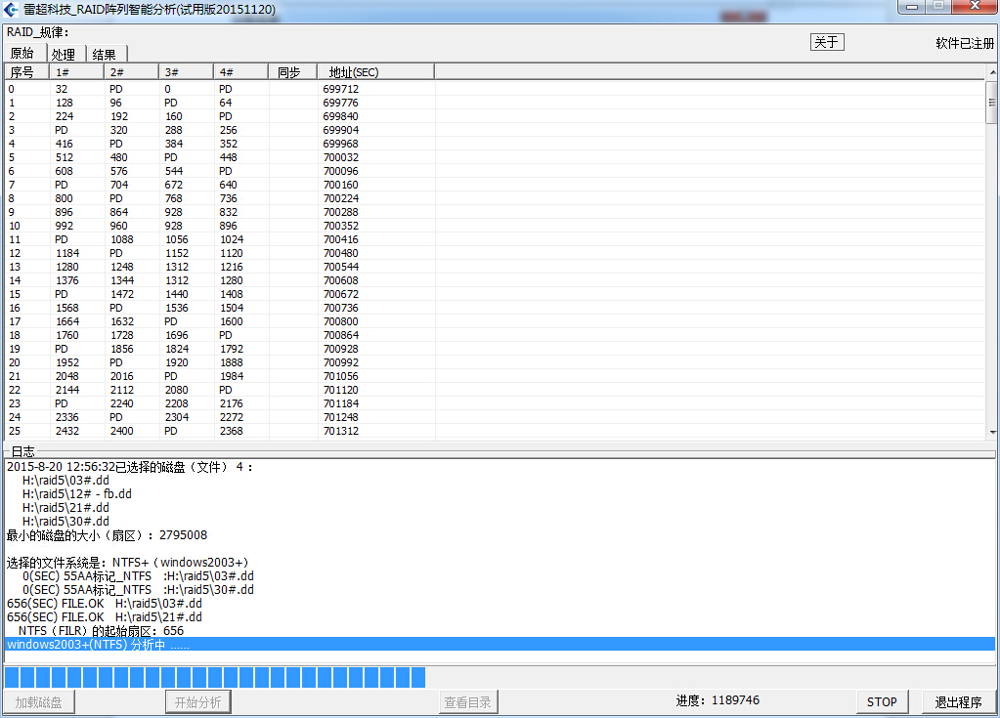 雷超科技_RAID阵列智能分析(试用版20151120)
RAID_规律:
关于
软件已注册
原始 处理 结果
序号 1# 2# 3# 4# 同步 地址(SEC)
0 32 PD 0 PD 699712
1 128 96 PD 64 699776
2 224 192 160 PD 699840
3 PD 320 288 256 699904
4 416 PD 384 352 699968
5 512 480 PD 448 700032
6 608 576 544 PD 700096
7 PD 704 672 640 700160
8 800 PD 768 736 700224
9 896 864 928 832 700288
10 992 960 928 896 700352
11 PD 1088 1056 1024 700416
12 1184 PD 1152 1120 700480
13 1280 1248 1312 1216 700544
14 1376 1344 1312 1280 700608
15 PD 1472 1440 1408 700672
16 1568 PD 1536 1504 700736
17 1664 1632 PD 1600 700800
18 1760 1728 1696 PD 700864
19 PD 1856 1824 1792 700928
20 1952 PD 1920 1888 700992
21 2048 2016 PD 1984 701056
22 2144 2112 2080 PD 701120
23 PD 2240 2208 2176 701184
24 2336 PD 2304 2272 701248
25 2432 2400 PD 2368 701312
日志
2015-8-20 12:56:32已选择的磁盘（文件） 4：
H:\raid5\03#.dd
H:\raid5\12# - fb.dd
H:\raid5\21#.dd
H:\raid5\30#.dd
最小的磁盘的大小（扇区）：2795008
选择的文件系统是：NTFS+（windows2003+）
0(SEC) 55AA标记_NTFS :H:\raid5\03#.dd
0(SEC) 55AA标记_NTFS :H:\raid5\30#.dd
656(SEC) FILE.OK H:\raid5\03#.dd
656(SEC) FILE.OK H:\raid5\21#.dd
NTFS（FILR）的起始扇区：656
windows2003+(NTFS) 分析中 ......
加载磁盘 开始分析 查看目录 进度：1189746 STOP 退出程序